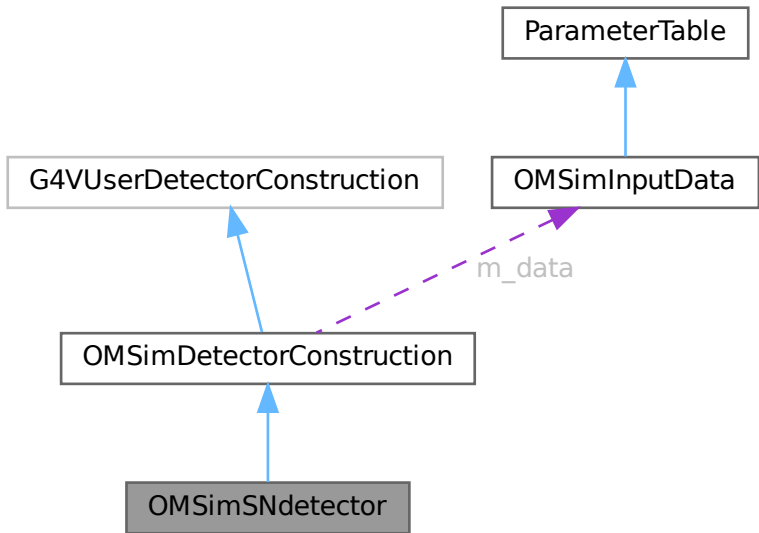 ParameterTable
G4VUserDetectorConstruction
OMSimInputData
m_data
OMSimDetectorConstruction
OMSimSNdetector